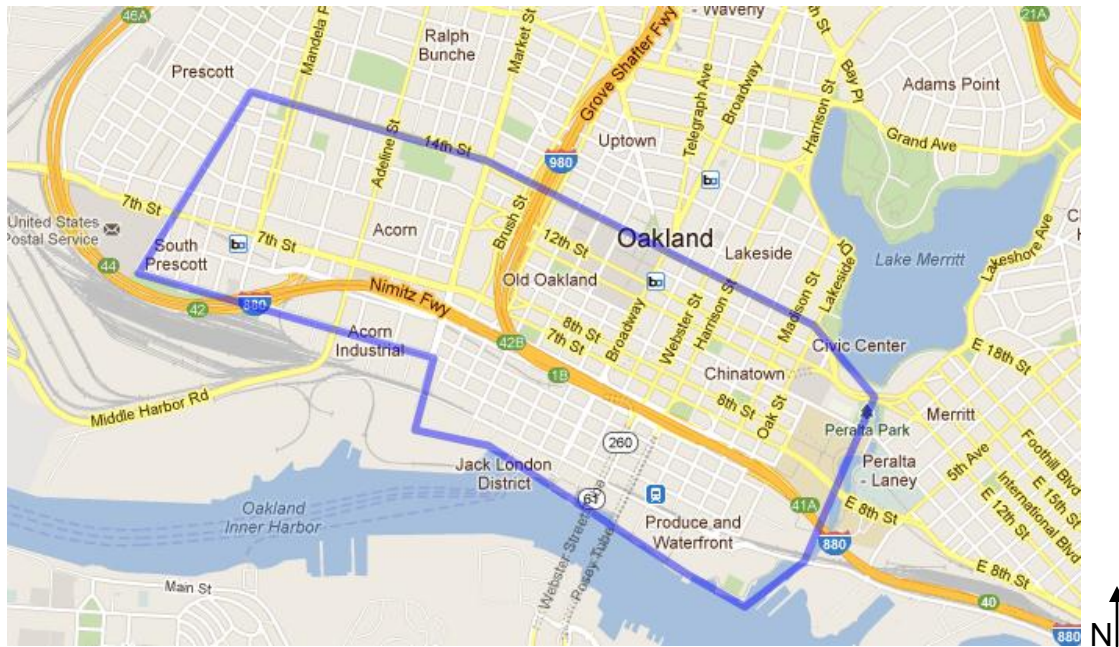 46A
Mandela P
Ralph
Bunche
Market St
Grove Shafter Fwy
- Waverly
21A
Prescott
Telegraph Ave
Broadway
Harrison St
Bay Pl
Adams Point
Adeline St
14th St
980
Uptown
Grand Ave
7th St
United States
Postal Service
South
Prescott
7th St
Acorn
Brush St
12th St
Oakland
Lakeside
Lake Merritt
Lakeshore Ave
44
42
880
Nimitz Fwy
Old Oakland
Webster St
Harrison St
Madison St
Lakeside Dr
Acorn
Industrial
42B
8th St
7th St
Broadway
Civic Center
E 18th St
1B
Chinatown
Middle Harbor Rd
8th St
Oak St
Merritt
Peralta Park
260
Foothill Blvd
Jack London
District
Peralta
- Laney
5th Ave
E 15th St
International Blvd
E 12th St
Oakland
Inner Harbor
61
41A
E 8th St
Produce and
Waterfront
880
Webster Street Tube
Posey Tube
Main St
E 8th St
40
880
N